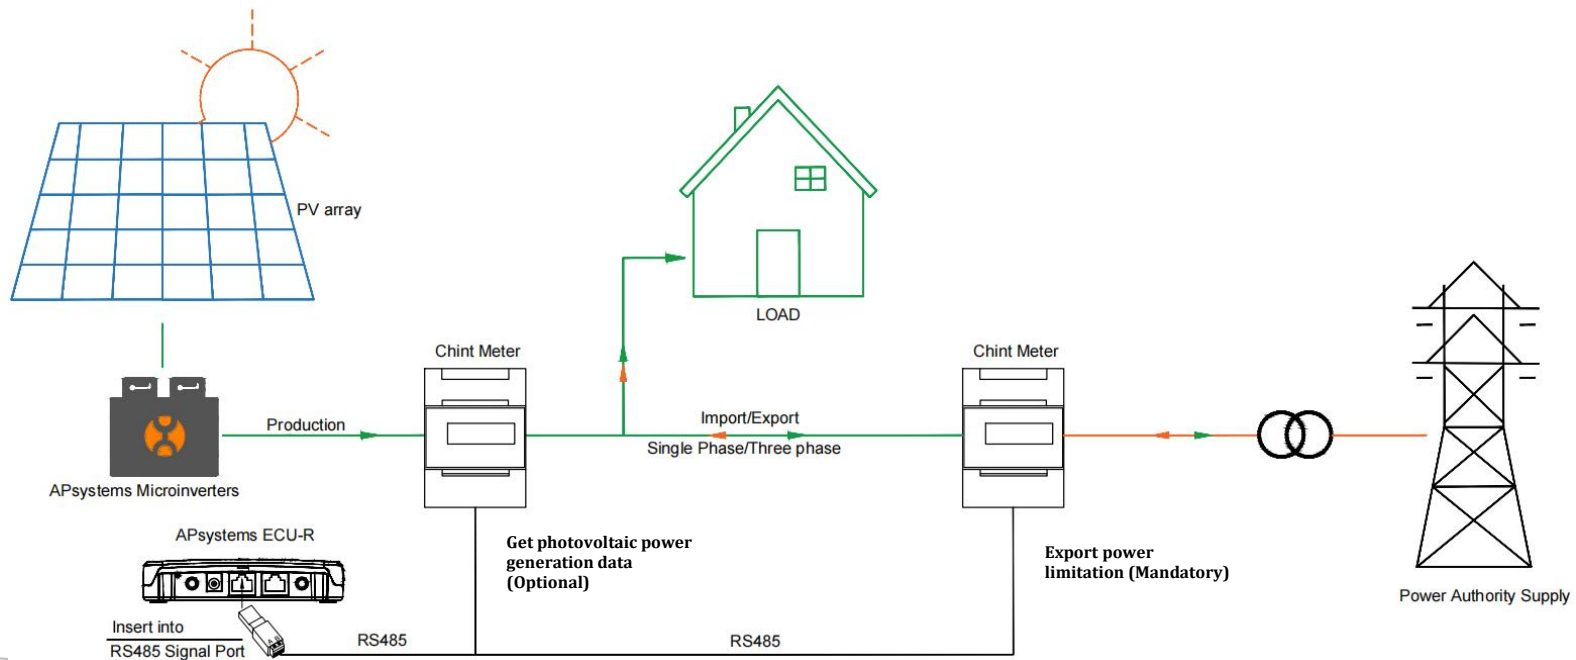 PV array
LOAD
Chint Meter
Chint Meter
Production
Import/Export
Single Phase/Three phase
APsystems Microinverters
APsystems ECU-R
Get photovoltaic power
generation data
(Optional)
Export power
limitation (Mandatory)
Power Authority Supply
Insert into
RS485 Signal Port
A B
RS485
RS485